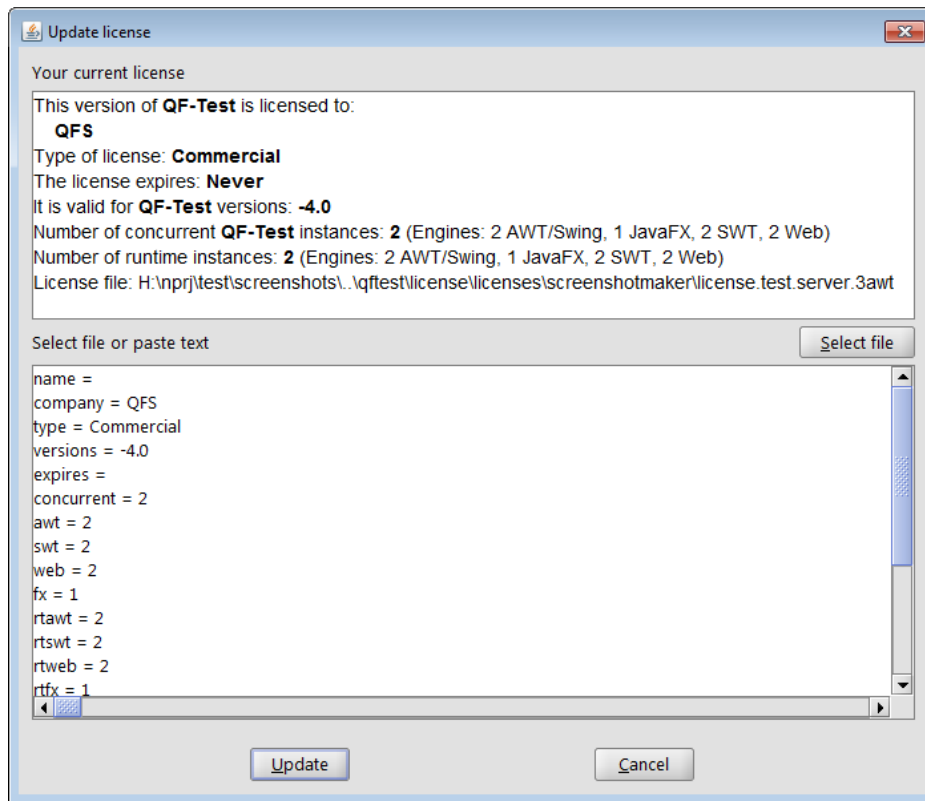 Update license
Your current license
This version of QF-Test is licensed to:
QFS
Type of license: Commercial
The license expires: Never
It is valid for QF-Test versions: -4.0
Number of concurrent QF-Test instances: 2 (Engines: 2 AWT/Swing, 1 JavaFX, 2 SWT, 2 Web)
Number of runtime instances: 2 (Engines: 2 AWT/Swing, 1 JavaFX, 2 SWT, 2 Web)
License file: H:\nprj\test\screenshots\..\qftest\license\licenses\screenshotmaker\license.test.server.3awt
Select file or paste text
Select file
name =
company = QFS
type = Commercial
versions = -4.0
expires =
concurrent = 2
awt = 2
swt = 2
web = 2
fx = 1
rtawt = 2
rtswt = 2
rtweb = 2
rtfx = 1
Update
Cancel